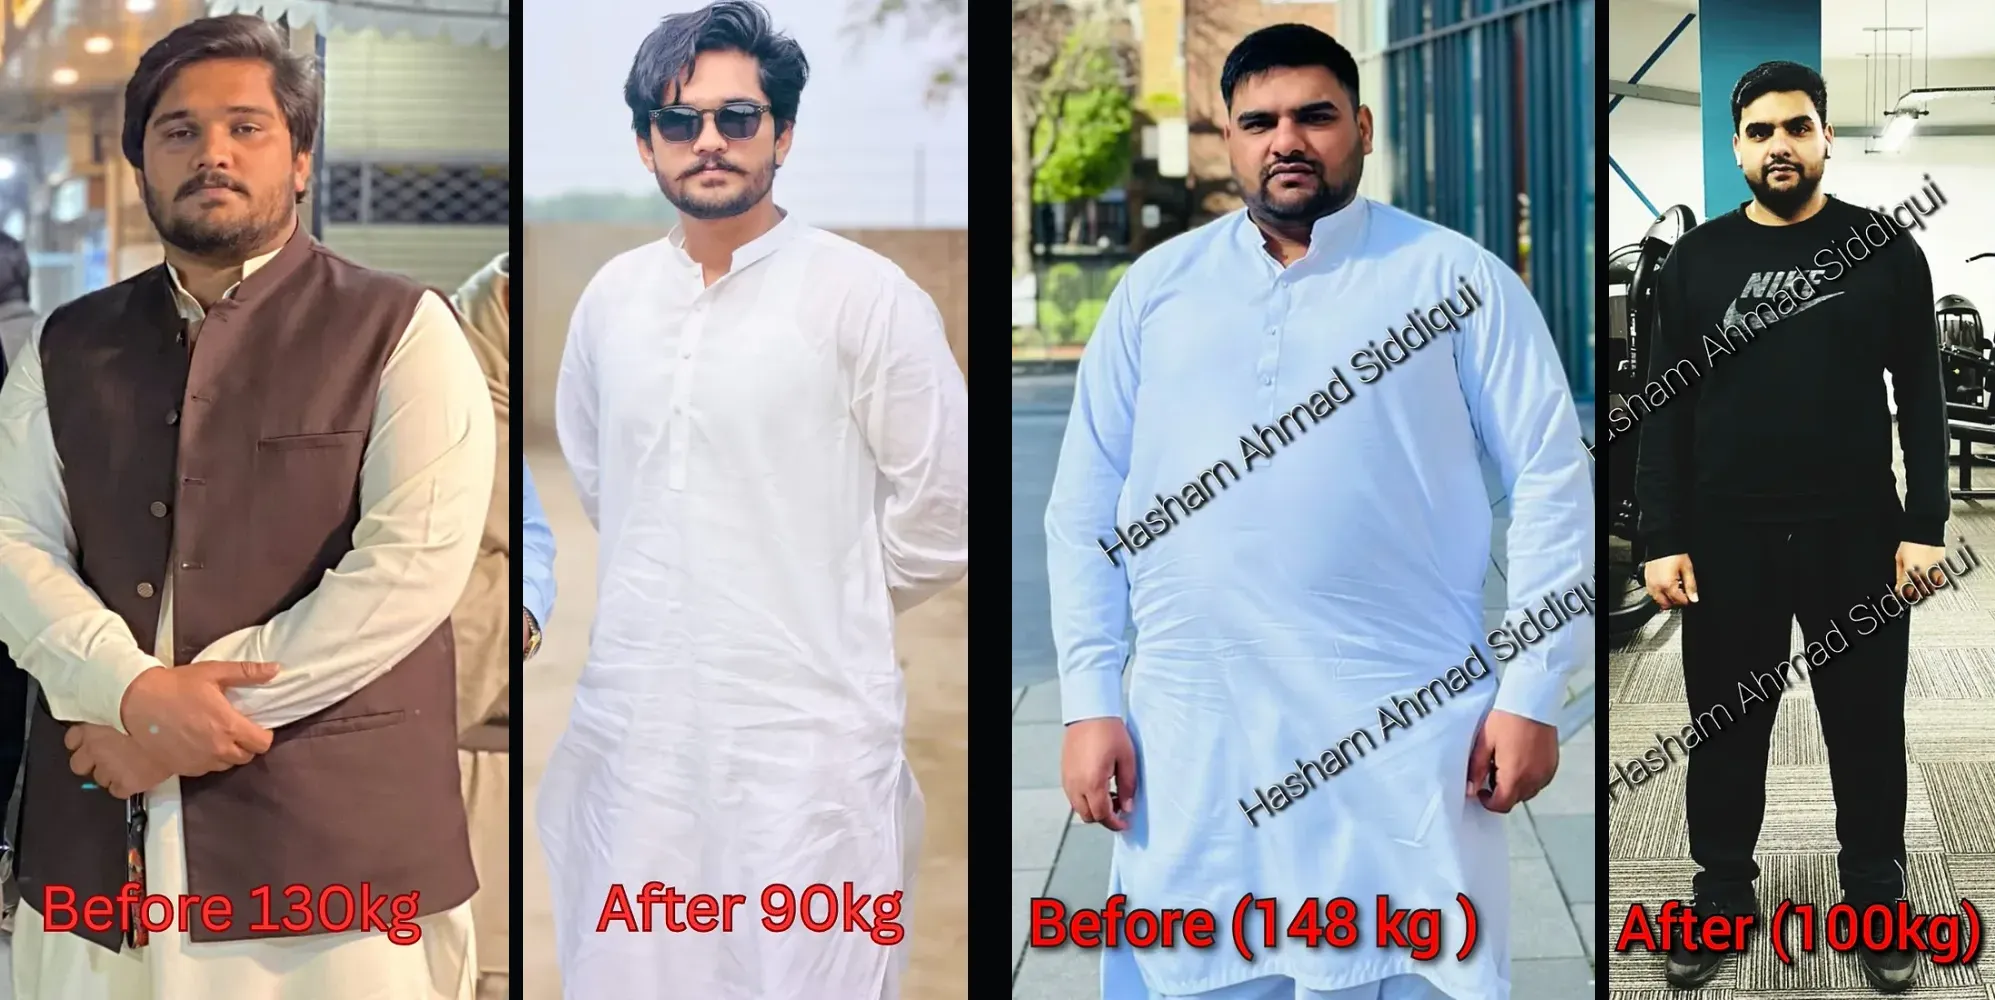 Before 130kg
After 90kg
Hasham Ahmad Siddiqui
Hasham Ahmad Siddiqui
Before (148 kg )
NIKE
Hasham Ahmad Siddiqui
Hasham Ahmad Siddiqui
After (100kg)